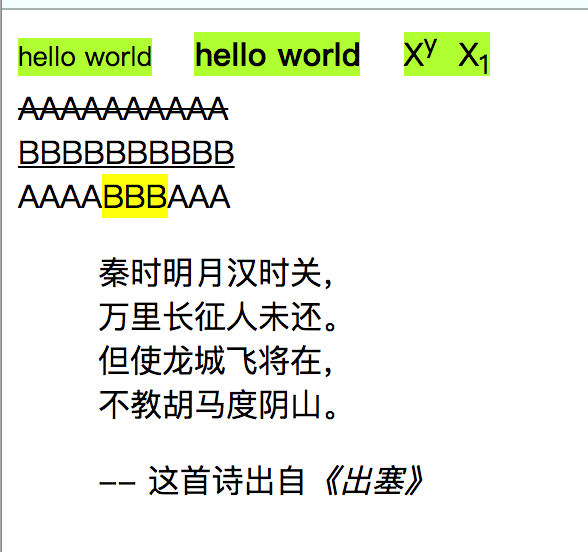 hello world hello world Xʸ X₁
AAAAAAAAAA
BBBBBBBBBB
AAAABBBAAA
秦时明月汉时关，
万里长征人未还。
但使龙城飞将在，
不教胡马度阴山。
-- 这首诗出自《出塞》